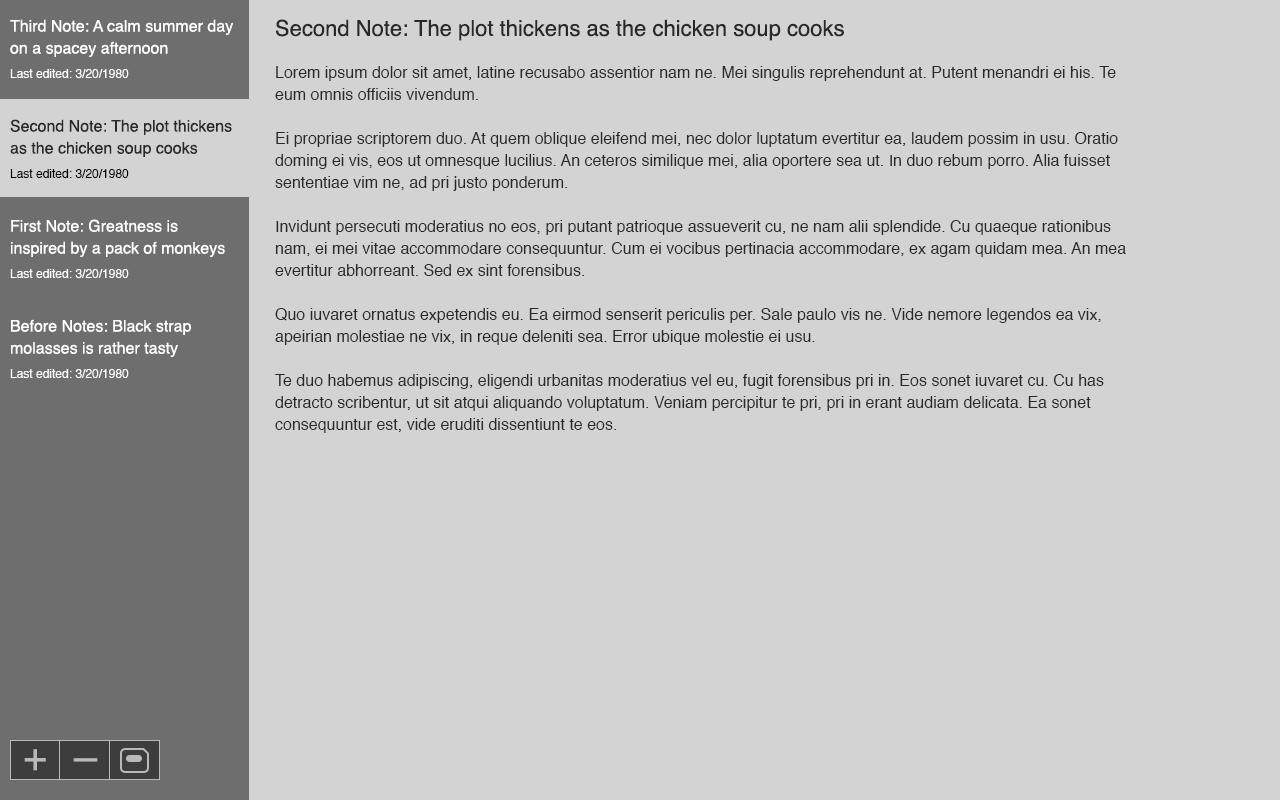 Third Note: A calm summer day
on a spacey afternoon
Last edited: 3/20/1980
Second Note: The plot thickens
as the chicken soup cooks
Last edited: 3/20/1980
First Note: Greatness is
inspired by a pack of monkeys
Last edited: 3/20/1980
Before Notes: Black strap
molasses is rather tasty
Last edited: 3/20/1980
Second Note: The plot thickens as the chicken soup cooks
Lorem ipsum dolor sit amet, latine recusabo assentior nam ne. Mei singulis reprehendunt at. Putent menandri ei his. Te
eum omnis officiis vivendum.
Ei propriae scriptorem duo. At quem oblique eleifend mei, nec dolor luptatum evertitur ea, laudem possim in usu. Oratio
doming ei vis, eos ut omnesque lucilius. An ceteros similique mei, alia oportere sea ut. In duo rebum porro. Alia fuisset
sententiae vim ne, ad pri justo ponderum.
Invidunt persecuti moderatius no eos, pri putant patrioque assueverit cu, ne nam alii splendide. Cu quaeque rationibus
nam, ei mei vitae accommodare consequuntur. Cum ei vocibus pertinacia accommodare, ex agam quidam mea. An mea
evertitur abhorreant. Sed ex sint forensibus.
Quo iuvaret ornatus expetendis eu. Ea eirmod senserit periculis per. Sale paulo vis ne. Vide nemore legendos ea vix,
apeirian molestiae ne vix, in reque deleniti sea. Error ubique molestie ei usu.
Te duo habemus adipiscing, eligendi urbanitas moderatius vel eu, fugit forensibus pri in. Eos sonet iuvaret cu. Cu has
detracto scribentur, ut sit atqui aliquando voluptatum. Veniam percipitur te pri, pri in erant audiam delicata. Ea sonet
consequuntur est, vide eruditi dissentiunt te eos.